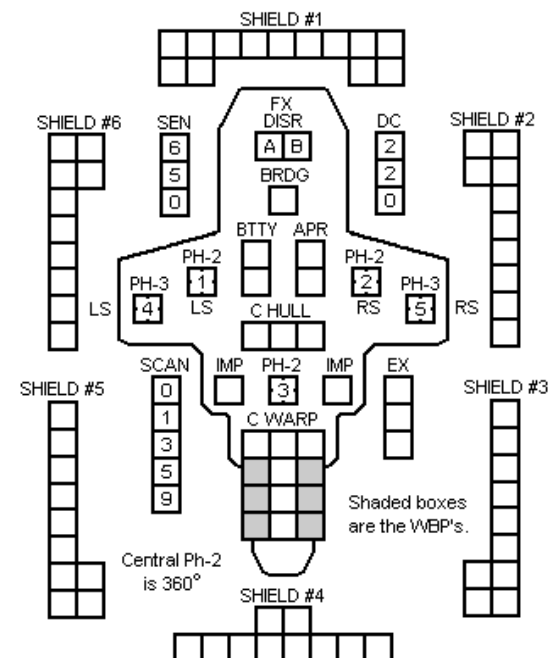 SHIELD #1
FX
SHIELD #6 SEN DISR DC SHIELD #2
6 A B 2
5 BRDG 2
0 0
BTTY APR
PH-2 PH-2
PH-3 1 2 PH-3
LS 4 LS C HULL RS 5 RS
SCAN IMP PH-2 IMP EX
SHIELD #5 0 3 SHIELD #3
1 C WARP
3
5
9 Shaded boxes
are the WBP's.
Central Ph-2
is 360°
SHIELD #4